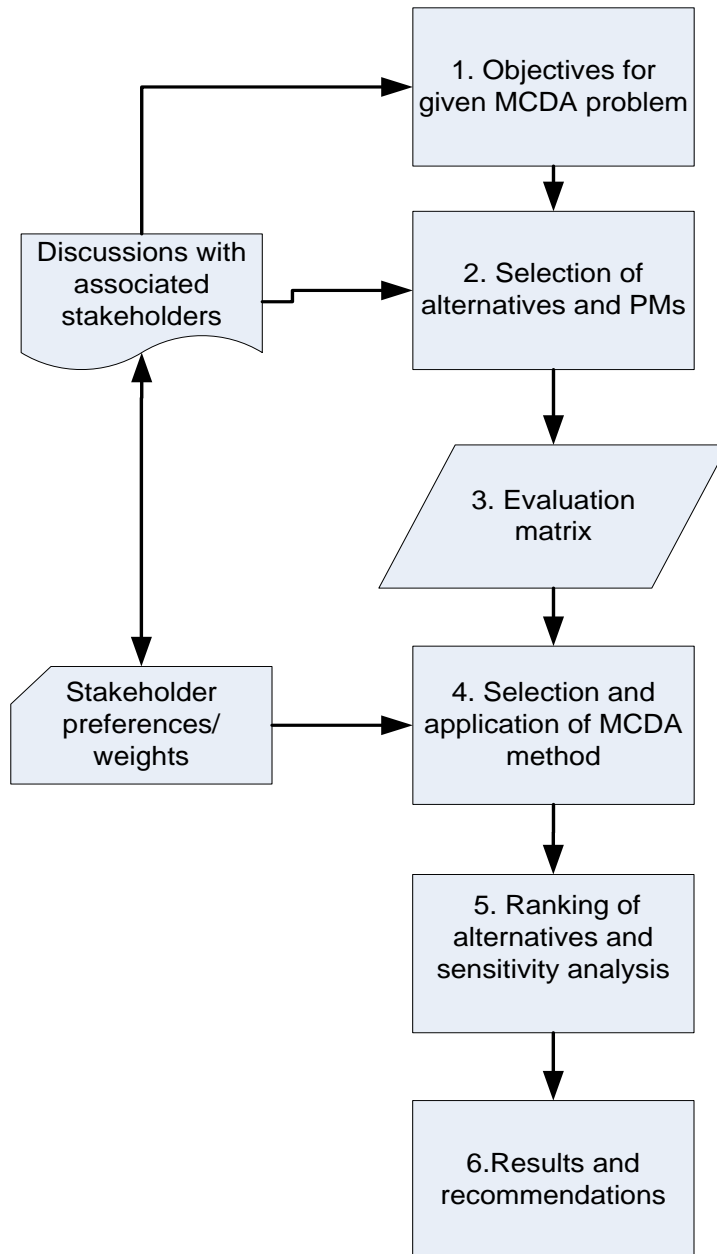 1. Objectives for
given MCDA problem
Discussions with
associated
stakeholders
2. Selection of
alternatives and PMs
3. Evaluation
matrix
Stakeholder
preferences/
weights
4. Selection and
application of MCDA
method
5. Ranking of
alternatives and
sensitivity analysis
6.Results and
recommendations